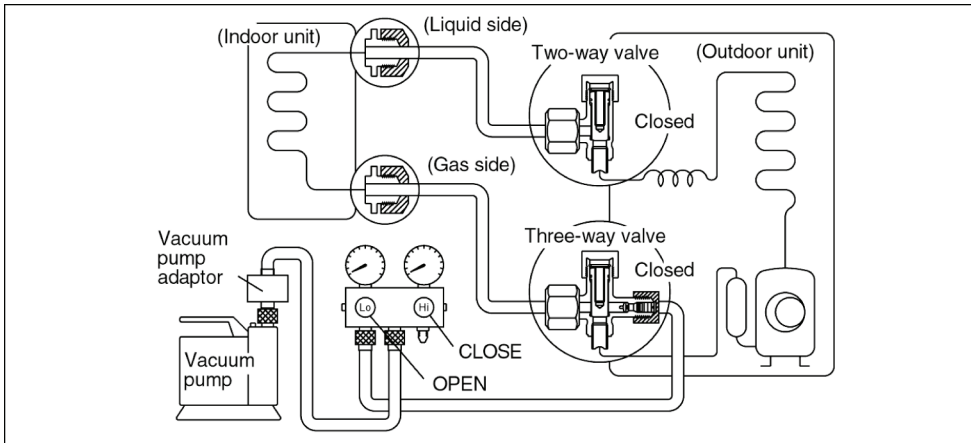 (Liquid side)
(Indoor unit)
Two-way valve
(Outdoor unit)
Closed
(Gas side)
Three-way valve
Closed
Vacuum
pump
adaptor
Lo
Hi
CLOSE
OPEN
Vacuum
pump